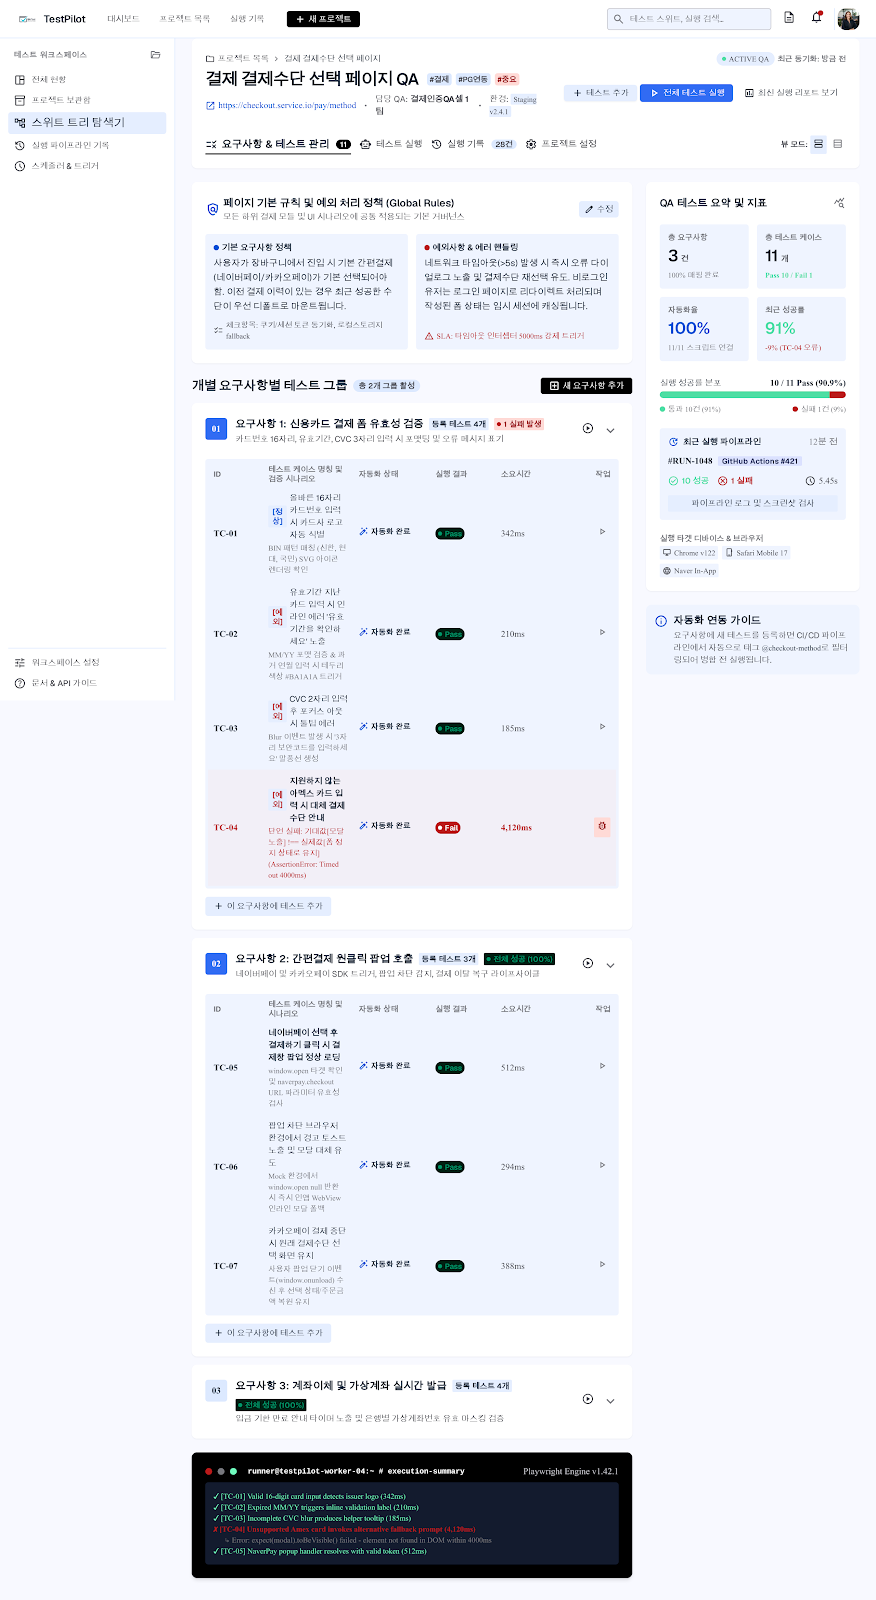 TestPilot
대시보드
프로젝트 목록
실행 기록
+ 새 프로젝트
테스트 스위트, 실행 검색...
테스트 워크스페이스
전체 현황
프로젝트 보관함
스위트 트리 탐색기
실행 파이프라인 기록
스케줄러 & 트리거
워크스페이스 설정
문서 & API 가이드
프로젝트 목록 > 결제 결제수단 선택 페이지
결제 결제수단 선택 페이지 QA #결제 #PG연동 #중요
https://checkout.service.io/pay/method • 담당 QA: 결제인증QA셀 1팀 • 환경: Staging v2.4.1
ACTIVE QA 최근 동기화: 방금 전
+ 테스트 추가
전체 테스트 실행
최신 실행 리포트 보기
요구사항 & 테스트 관리 11
테스트 실행
실행 기록 28건
프로젝트 설정
뷰 모드:
페이지 기본 규칙 및 예외 처리 정책 (Global Rules)
모든 하위 결제 모듈 및 UI 시나리오에 공통 적용되는 기본 거버넌스
수정
기본 요구사항 정책
사용자가 장바구니에서 진입 시 기본 간편결제
(네이버페이/카카오페이)가 기본 선택되어야
함. 이전 결제 이력이 있는 경우 최근 성공한 수
단이 우선 디폴트로 마운트됩니다.
체크항목: 쿠키/세션 토큰 동기화, 로컬스토리지
fallback
예외사항 & 에러 핸들링
네트워크 타임아웃(>5s) 발생 시 즉시 오류 다이
얼로그 노출 및 결제수단 재선택 유도. 비로그인
유저는 로그인 페이지로 리다이렉트 처리되며
작성된 폼 상태는 임시 세션에 캐싱됩니다.
SLA: 타임아웃 인터셉터 5000ms 강제 트리거
개별 요구사항별 테스트 그룹 총 2개 그룹 활성
새 요구사항 추가
01
요구사항 1: 신용카드 결제 폼 유효성 검증 등록 테스트 4개 1 실패 발생
카드번호 16자리, 유효기간, CVC 3자리 입력 시 포맷팅 및 오류 메시지 표기
ID
테스트 케이스 명칭 및
검증 시나리오
자동화 상태
실행 결과
소요시간
작업
TC-01
[정상]
올바른 16자리
카드번호 입력
시 카드사 로고
자동 식별
BIN 패턴 매칭 (신한, 현
대, 국민) SVG 아이콘
렌더링 확인
자동화 완료
Pass
342ms
TC-02
[예외]
유효기간 지난
카드 입력 시 인
라인 에러 '유효
기간을 확인하
세요' 노출
MM/YY 포맷 검증 & 과
거 연월 입력 시 테두리
색상 #BA1A1A 트리거
자동화 완료
Pass
210ms
TC-03
[예외]
CVC 2자리 입력
후 포커스 아웃
시 툴팁 에러
Blur 이벤트 발생 시 '3자
리 보안코드를 입력하세
요' 말풍선 생성
자동화 완료
Pass
185ms
TC-04
[예외]
지원하지 않는
아멕스 카드 입
력 시 대체 결제
수단 안내
단언 실패: 기대값(모달
노출) !== 실제값(폼 정
지 상태로 유지)
(AssertionError: Timed
out 4000ms)
자동화 완료
Fail
4,120ms
+ 이 요구사항에 테스트 추가
02
요구사항 2: 간편결제 원클릭 팝업 호출 등록 테스트 3개 전체 성공 (100%)
네이버페이 및 카카오페이 SDK 트리거, 팝업 차단 감지, 결제 이탈 복구 라이프사이클
ID
테스트 케이스 명칭 및
시나리오
자동화 상태
실행 결과
소요시간
작업
TC-05
네이버페이 선택 후
결제하기 클릭 시 결
제창 팝업 정상 로딩
window.open 타겟 확인
및 naverpay.checkout
URL 파라미터 유효성
검사
자동화 완료
Pass
512ms
TC-06
팝업 차단 브라우저
환경에서 경고 토스트
노출 및 모달 대체 유
도
Mock 환경에서
window.open null 반환
시 즉시 인앱 WebView
인라인 모달 폴백
자동화 완료
Pass
294ms
TC-07
카카오페이 결제 중단
시 원래 결제수단 선
택 화면 유지
사용자 팝업 닫기 이벤
트(window.onunload) 수
신 후 선택 상태/주문금
액 복원 유지
자동화 완료
Pass
388ms
+ 이 요구사항에 테스트 추가
03
요구사항 3: 계좌이체 및 가상계좌 실시간 발급 등록 테스트 4개
전체 성공 (100%)
입금 기한 만료 안내 타이머 노출 및 은행별 가상계좌번호 유효 마스킹 검증
runner@testpilot-worker-04:~ # execution-summary
Playwright Engine v1.42.1
✓ [TC-01] Valid 16-digit card input detects issuer logo (342ms)
✓ [TC-02] Expired MM/YY triggers inline validation label (210ms)
✓ [TC-03] Incomplete CVC blur produces helper tooltip (185ms)
✗ [TC-04] Unsupported Amex card invokes alternative fallback prompt (4,120ms)
↳ Error: expect(modal).toBeVisible() failed - element not found in DOM within 4000ms
✓ [TC-05] NaverPay popup handler resolves with valid token (512ms)
QA 테스트 요약 및 지표
총 요구사항
3 건
100% 매핑 완료
총 테스트 케이스
11 개
Pass 10 / Fail 1
자동화율
100%
11/11 스크립트 연결
최근 성공률
91%
-9% (TC-04 오류)
실행 성공률 분포
10 / 11 Pass (90.9%)
통과 10건 (91%)
실패 1건 (9%)
최근 실행 파이프라인
12분 전
#RUN-1048 GitHub Actions #421
10 성공
1 실패
5.45s
파이프라인 로그 및 스크린샷 검사
실행 타겟 디바이스 & 브라우저
Chrome v122
Safari Mobile 17
Naver In-App
자동화 연동 가이드
요구사항에 새 테스트를 등록하면 CI/CD 파이프
라인에서 자동으로 태그 @checkout-method로 필터
링되어 병합 전 실행됩니다.